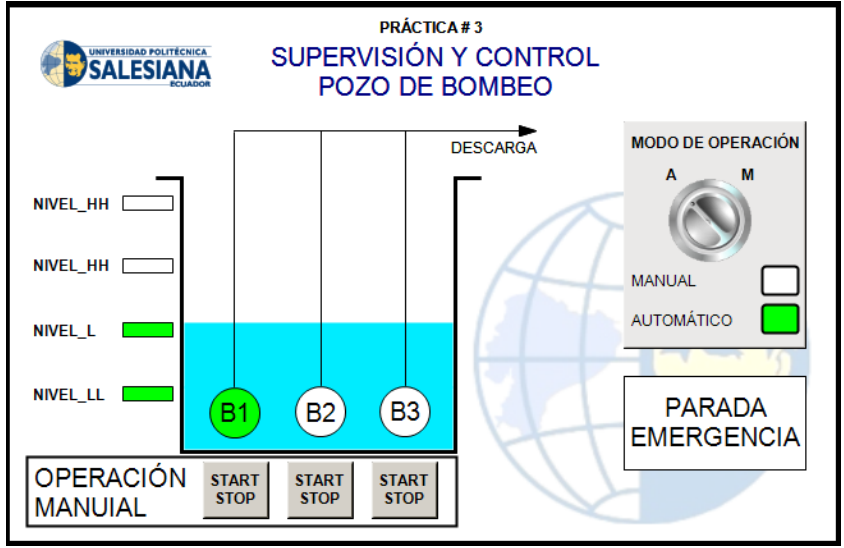 PRÁCTICA # 3
UNIVERSIDAD POLITÉCNICA
SALESIANA
ECUADOR
SUPERVISIÓN Y CONTROL
POZO DE BOMBEO
DESCARGA
MODO DE OPERACIÓN
A M
MANUAL
AUTOMÁTICO
NIVEL_HH
NIVEL_HH
NIVEL_L
NIVEL_LL
B1 B2 B3
PARADA
EMERGENCIA
OPERACIÓN
MANUIAL
START
STOP
START
STOP
START
STOP